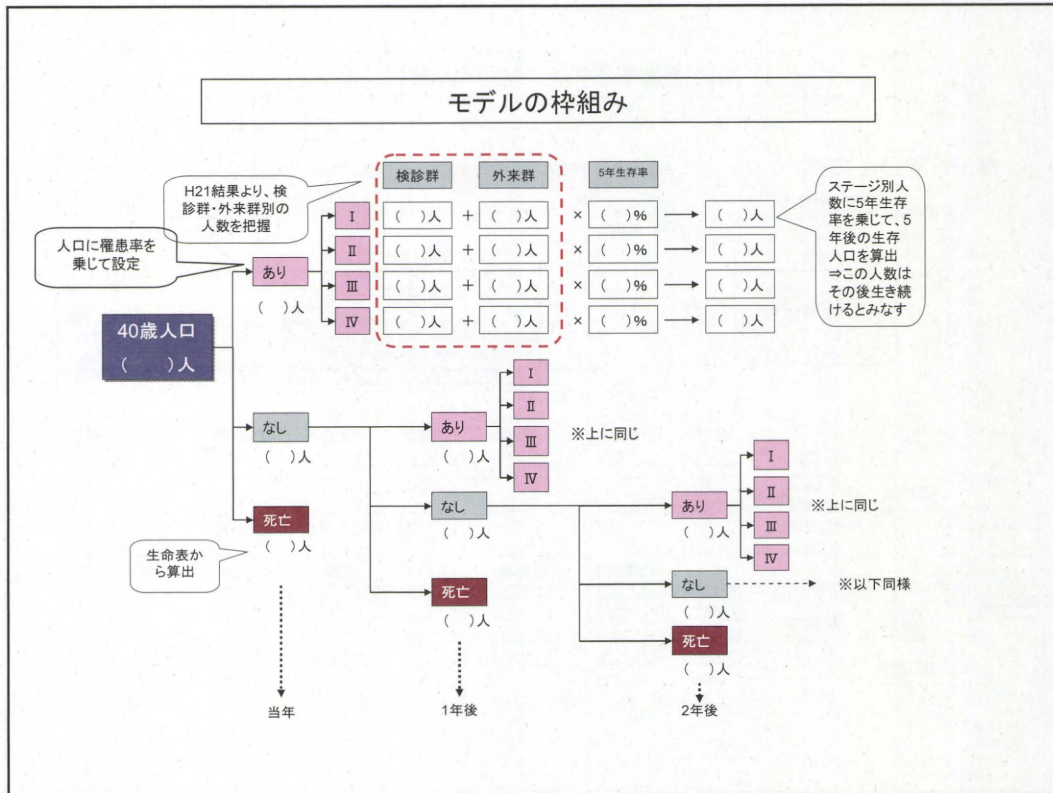 モデルの枠組み
H21結果より、検
診群・外来群別の
人数を把握
検診群
外来群
5年生存率
ステージ別人
数に5年生存
率を乗じて、5
年後の生存
人口を算出
⇒この人数は
その後生き続
けるとみなす
人口に罹患率を
乗じて設定
あり
( )人
Ⅰ
( )人 + ( )人 × ( )% ( )人
Ⅱ
( )人 + ( )人 × ( )% ( )人
Ⅲ
( )人 + ( )人 × ( )% ( )人
Ⅳ
( )人 + ( )人 × ( )% ( )人
40歳人口
( )人
なし
( )人
死亡
( )人
生命表か
ら算出
当年
あり
( )人
Ⅰ
Ⅱ
Ⅲ
Ⅳ
※上に同じ
なし
( )人
死亡
( )人
1年後
あり
( )人
Ⅰ
Ⅱ
Ⅲ
Ⅳ
※上に同じ
なし
( )人
※以下同様
死亡
( )人
2年後